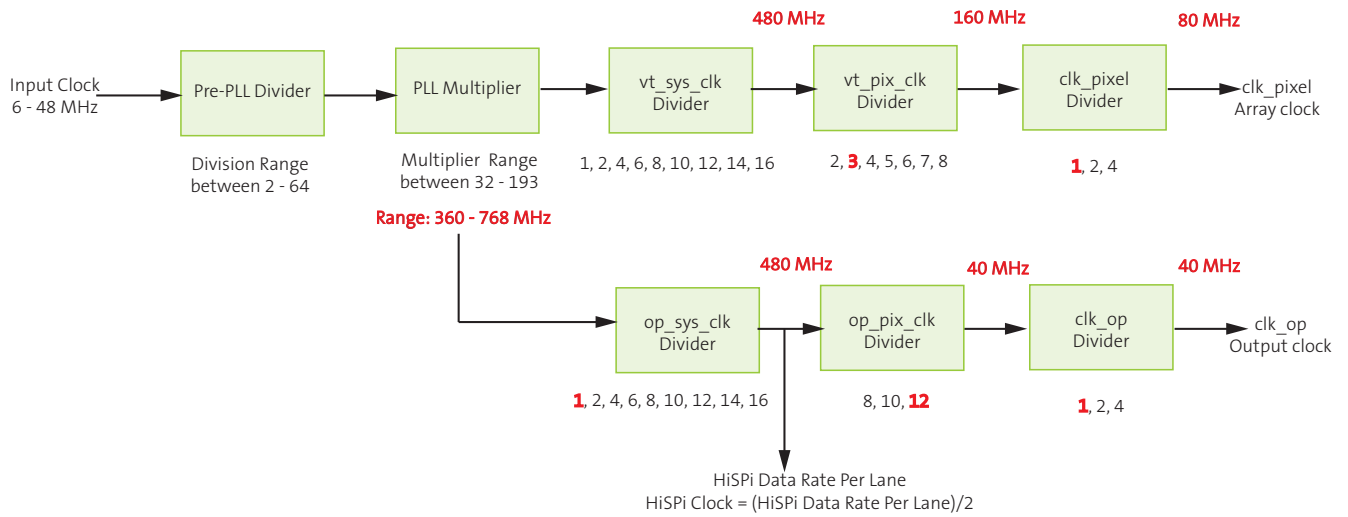 480 MHz
160 MHz
80 MHz
Input Clock
6 - 48 MHz
Pre-PLL Divider
PLL Multiplier
vt_sys_clk
Divider
vt_pix_clk
Divider
clk_pixel
Divider
clk_pixel
Array clock
Division Range
between 2 - 64
Multiplier Range
between 32 - 193
1, 2, 4, 6, 8, 10, 12, 14, 16
2, 3, 4, 5, 6, 7, 8
1, 2, 4
Range: 360 - 768 MHz
480 MHz
40 MHz
40 MHz
op_sys_clk
Divider
op_pix_clk
Divider
clk_op
Divider
clk_op
Output clock
1, 2, 4, 6, 8, 10, 12, 14, 16
8, 10, 12
1, 2, 4
HiSPi Data Rate Per Lane
HiSPi Clock = (HiSPi Data Rate Per Lane)/2